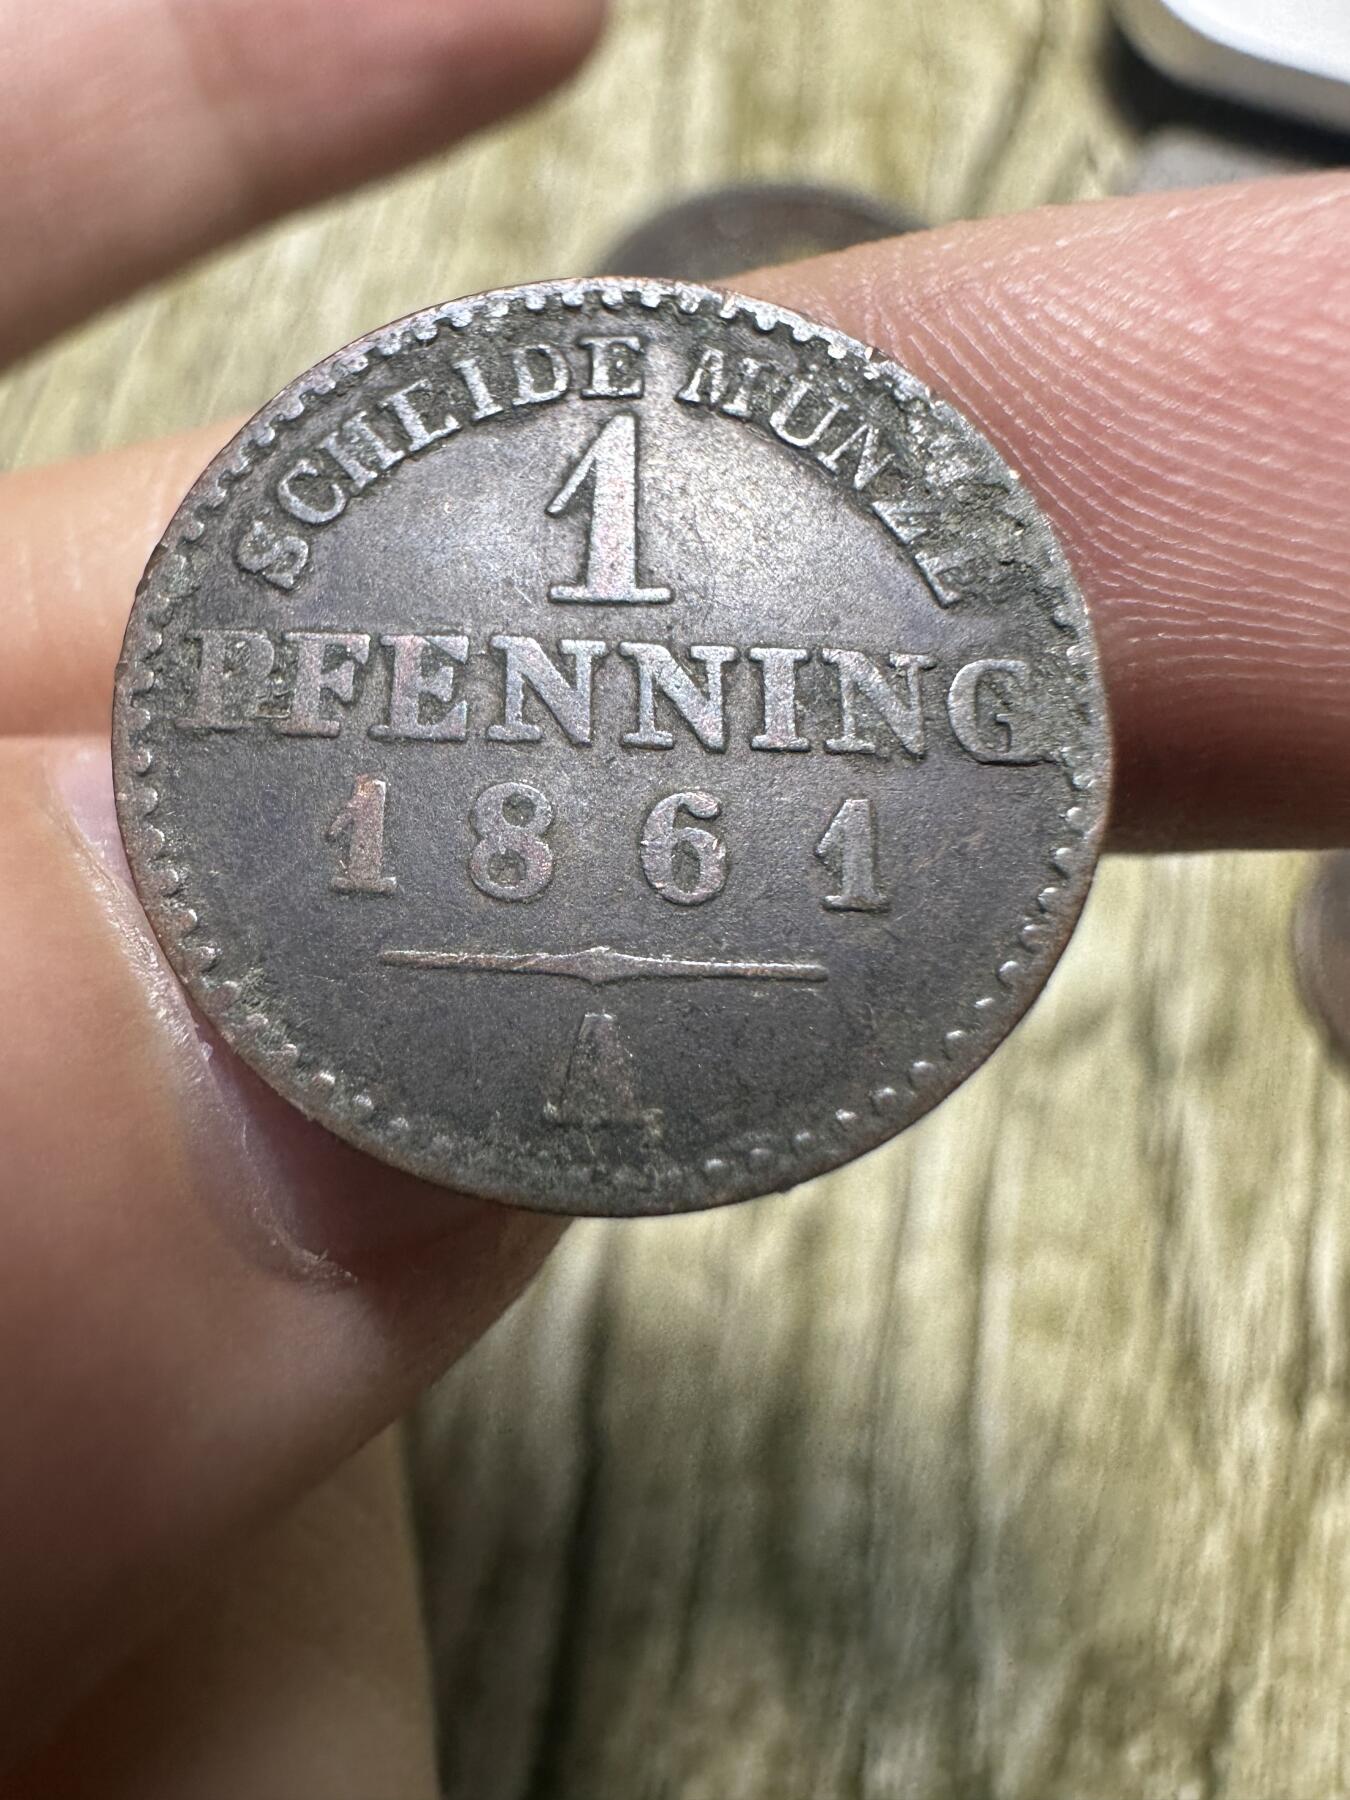 SCHEIDE MÜNZE
1
PFENNING
1861
A